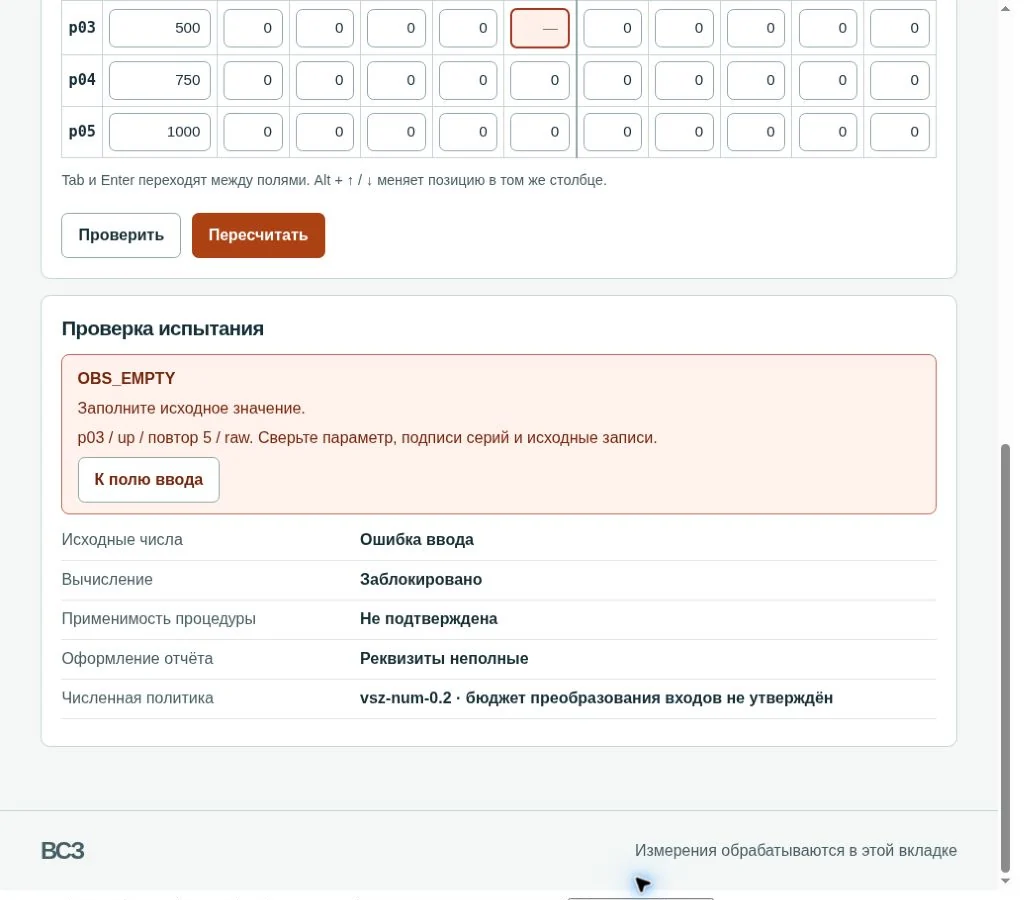 p03 500 0 0 0 0 — 0 0 0 0 0
p04 750 0 0 0 0 0 0 0 0 0 0
p05 1000 0 0 0 0 0 0 0 0 0 0
Tab и Enter переходят между полями. Alt + ↑ / ↓ меняет позицию в том же столбце.
Проверить Пересчитать
Проверка испытания
OBS_EMPTY
Заполните исходное значение.
p03 / up / повтор 5 / raw. Сверьте параметр, подписи серий и исходные записи.
К полю ввода
Исходные числа Ошибка ввода
Вычисление Заблокировано
Применимость процедуры Не подтверждена
Оформление отчёта Реквизиты неполные
Численная политика vsz-num-0.2 · бюджет преобразования входов не утверждён
ВСЗ Измерения обрабатываются в этой вкладке